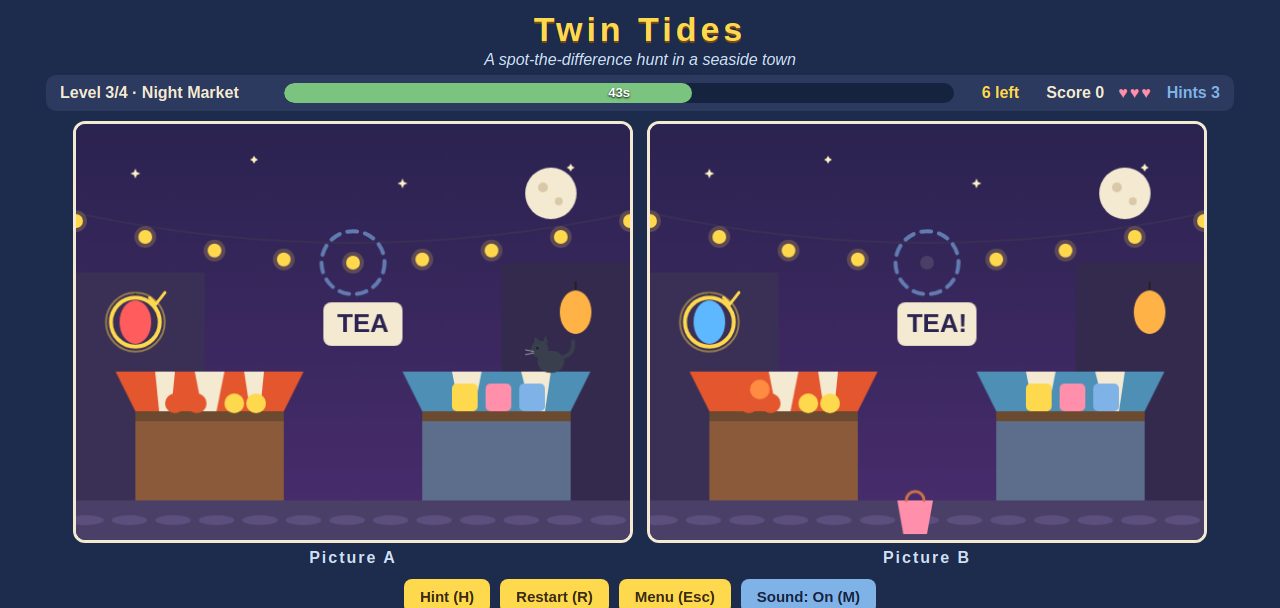 Twin Tides
A spot-the-difference hunt in a seaside town
Level 3/4 · Night Market
43s
6 left
Score 0
♥♥♥
Hints 3
TEA
TEA!
Picture A
Picture B
Hint (H)
Restart (R)
Menu (Esc)
Sound: On (M)